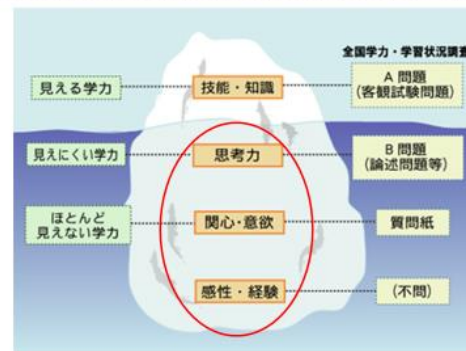 全国学力・学習状況調査
見える学力
技能・知識
A 問題
(客観試験問題)
見えにくい学力
思考力
B 問題
(論述問題等)
ほとんど
見えない学力
関心・意欲
質問紙
感性・経験
(不問)